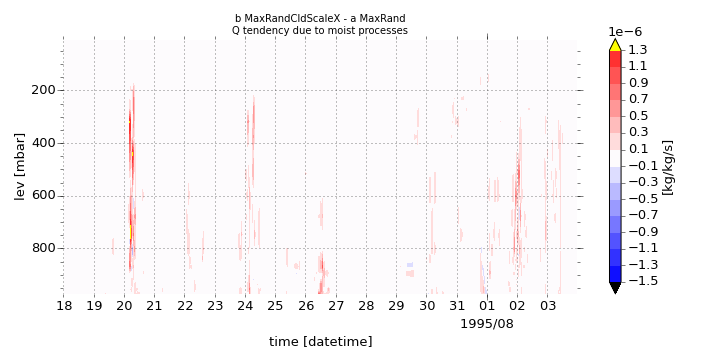 b MaxRandCldScaleX - a MaxRand
Q tendency due to moist processes
1e−6
1.3
1.1
0.9
0.7
0.5
0.3
0.1
−0.1
−0.3
−0.5
−0.7
−0.9
−1.1
−1.3
−1.5
[kg/kg/s]
lev [mbar]
200
400
600
800
18 19 20 21 22 23 24 25 26 27 28 29 30 31 01 02 03
1995/08
time [datetime]